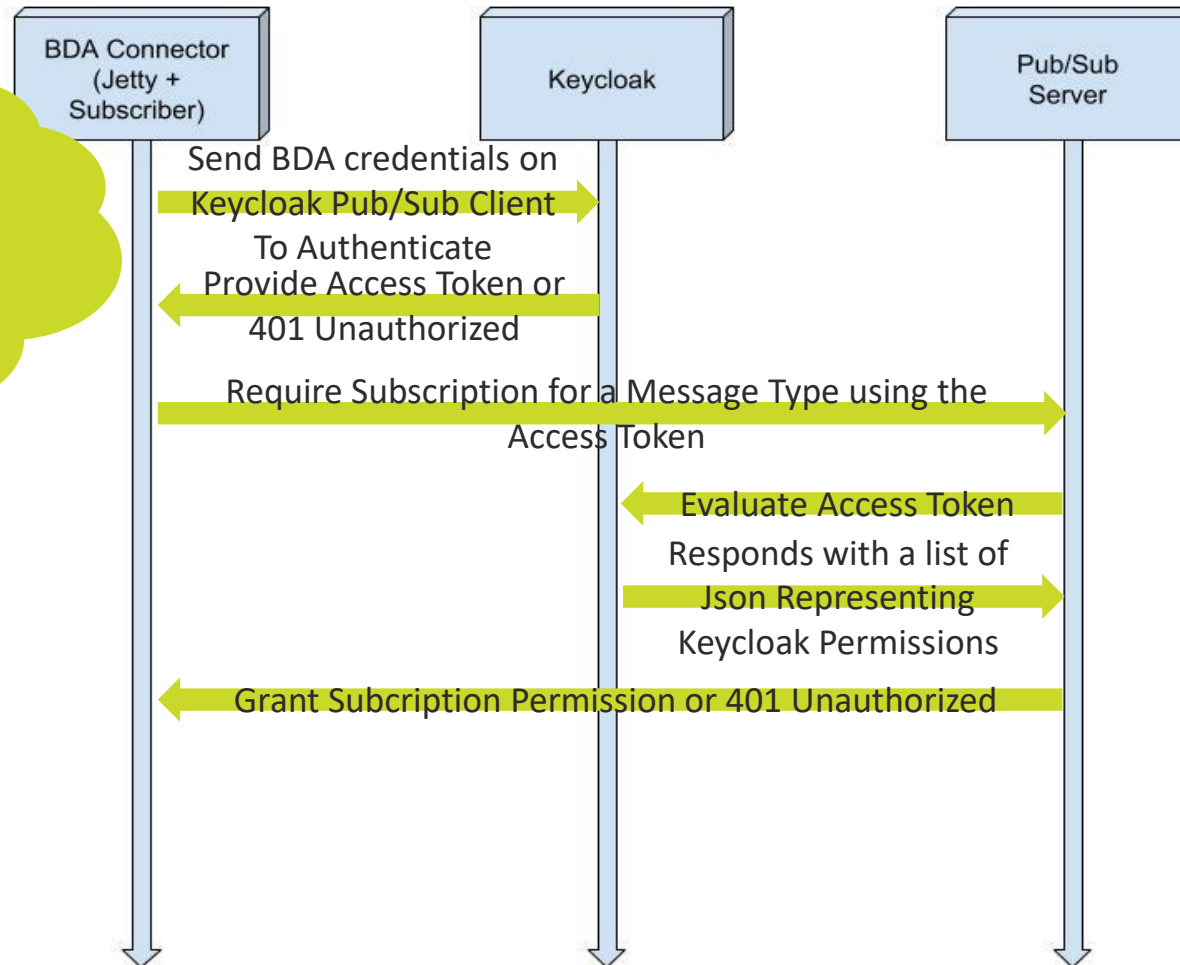 BDA Connector
(Jetty +
Subscriber)
Keycloak
Pub/Sub
Server
Send BDA credentials on
Keycloak Pub/Sub Client
To Authenticate
Provide Access Token or
401 Unauthorized
Require Subscription for a Message Type using the
Access Token
Evaluate Access Token
Responds with a list of
Json Representing
Keycloak Permissions
Grant Subcription Permission or 401 Unauthorized